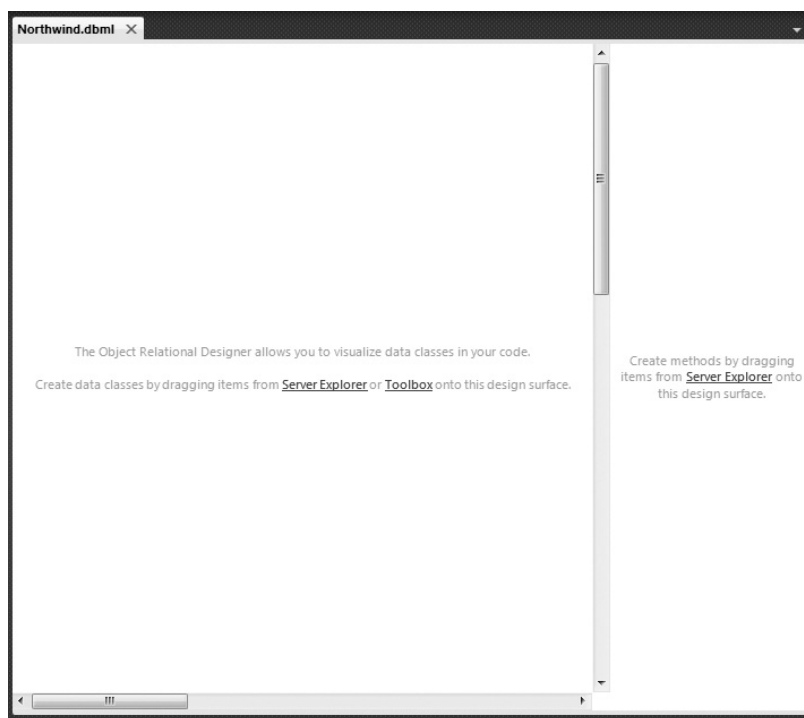 Northwind.dbml
The Object Relational Designer allows you to visualize data classes in your code.
Create data classes by dragging items from Server Explorer or Toolbox onto this design surface.
Create methods by dragging
items from Server Explorer onto
this design surface.